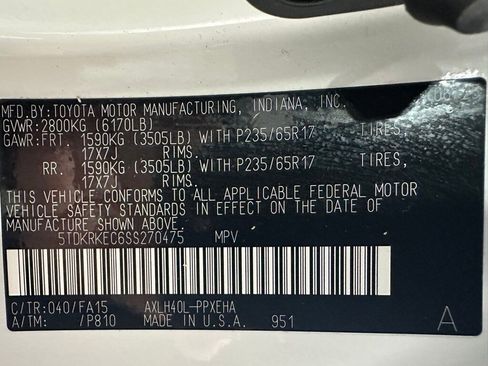 MFD.BY:TOYOTA MOTOR MANUFACTURING, INDIANA, INC.
GVWR:2800KG (6170LB)
GAWR:FRT. 1590KG (3505LB) WITH P235/65R17 TIRES,
17X7J RIMS.
RR. 1590KG (3505LB) WITH P235/65R17 TIRES,
17X7J RIMS.
THIS VEHICLE CONFORMS TO ALL APPLICABLE FEDERAL MOTOR
VEHICLE SAFETY STANDARDS IN EFFECT ON THE DATE OF
MANUFACTURE SHOWN ABOVE.
5TDKRKEC6SS270475 MPV
C/TR:040/FA15 AXLH40L-PPXEHA
A/TM: /P810 MADE IN U.S.A. 951 A